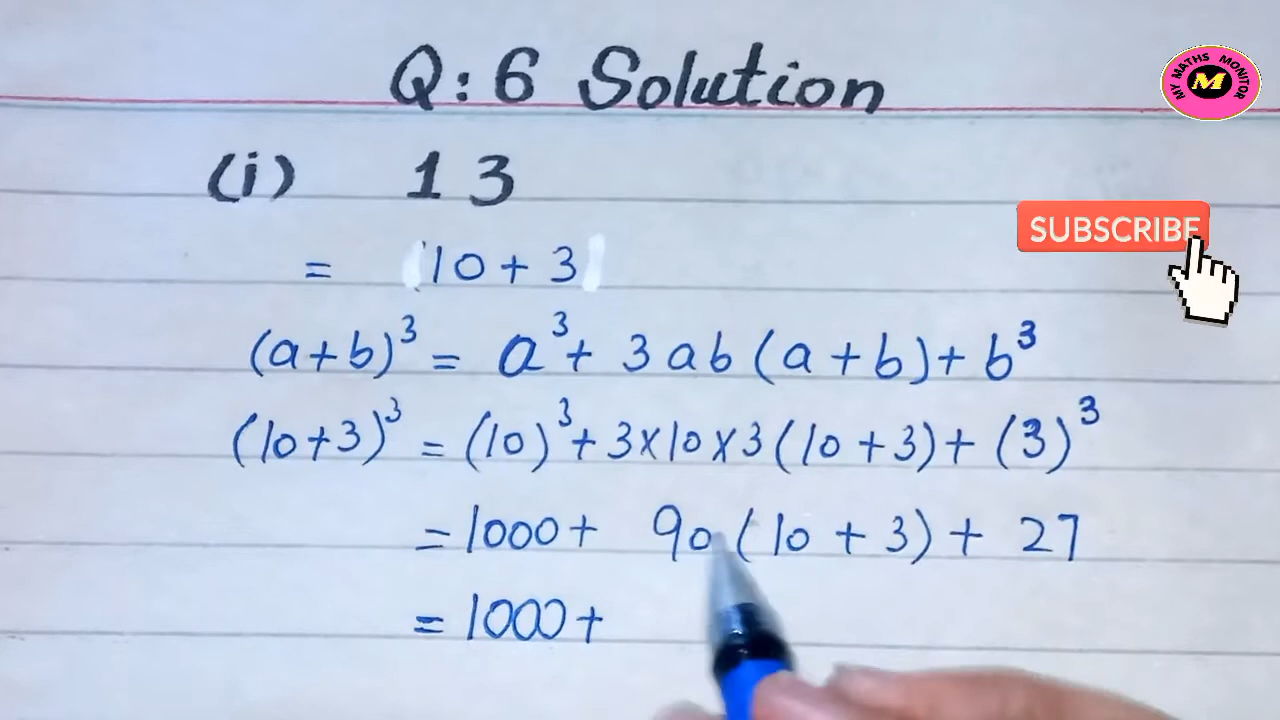 Q:6 Solution
MY MATHS MONITOR
M
(i) 13
SUBSCRIBE
= (10+3)
(a+b)³ = a³+ 3ab(a+b)+b³
(10+3)³ = (10)³+3×10×3(10+3)+(3)³
=1000+ 90(10+3)+ 27
=1000+